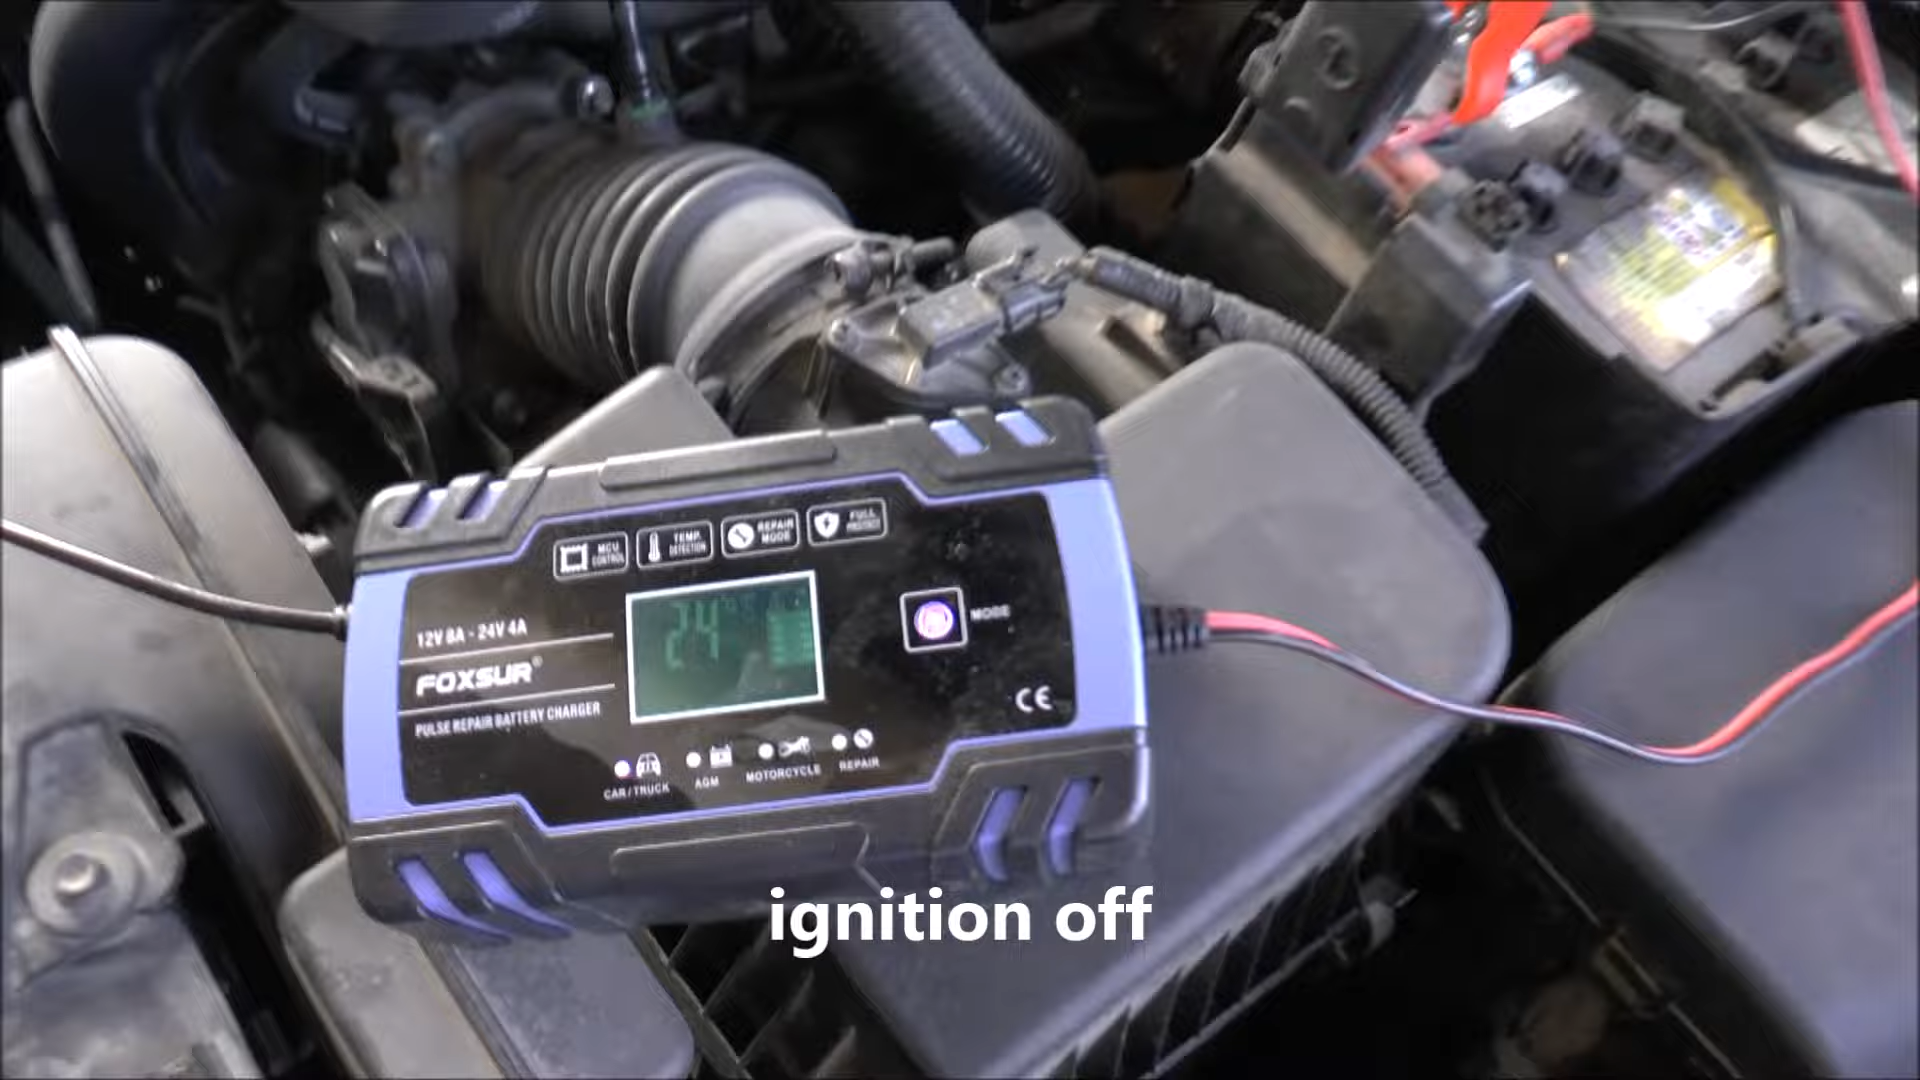 MCU
CONTROL
TEMP.
DETECTION
REPAIR
MODE
FULL
12V 8A - 24V 4A
FOXSUR®
PULSE REPAIR BATTERY CHARGER
24
MODE
CE
CAR/TRUCK
AGM
MOTORCYCLE
REPAIR
ignition off